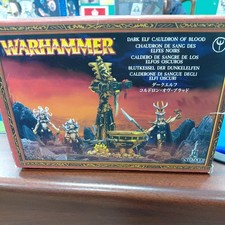 WARHAMMER
DARK ELF CAULDRON OF BLOOD
CHAUDRON DE SANG DES
ELFES NOIRS
CALDERO DE SANGRE DE LOS
ELFOS OSCUROS
BLUTKESSEL DER DUNKELELFEN
CALDERONE DI SANGUE DEGLI
ELFI OSCURI
ダークエルフ
コルドロン・オヴ・ブラッド